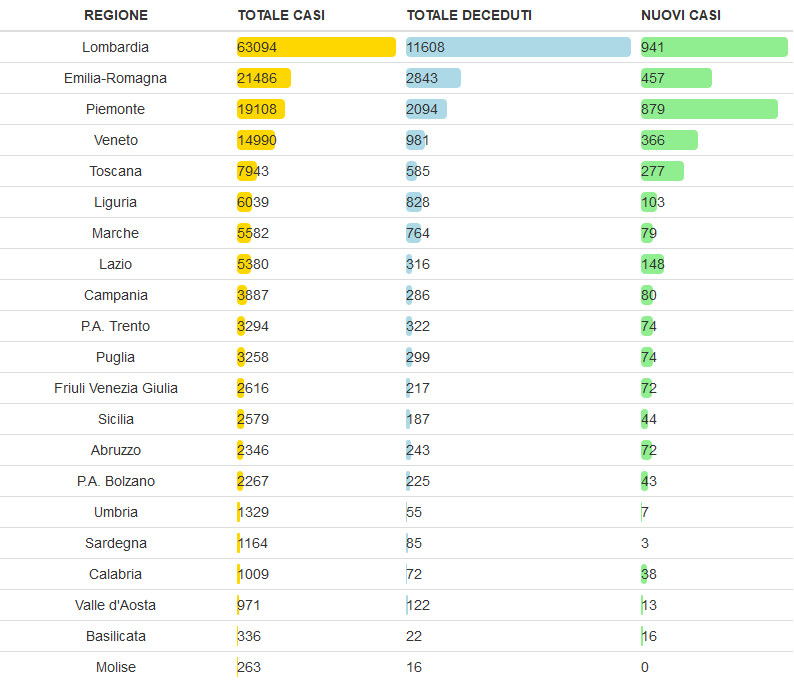 REGIONE TOTALE CASI TOTALE DECEDUTI NUOVI CASI
Lombardia 63094 11608 941
Emilia-Romagna 21486 2843 457
Piemonte 19108 2094 879
Veneto 14990 981 366
Toscana 7943 585 277
Liguria 6039 828 103
Marche 5582 764 79
Lazio 5380 316 148
Campania 3887 286 80
P.A. Trento 3294 322 74
Puglia 3258 299 74
Friuli Venezia Giulia 2616 217 72
Sicilia 2579 187 44
Abruzzo 2346 243 72
P.A. Bolzano 2267 225 43
Umbria 1329 55 7
Sardegna 1164 85 3
Calabria 1009 72 38
Valle d'Aosta 971 122 13
Basilicata 336 22 16
Molise 263 16 0